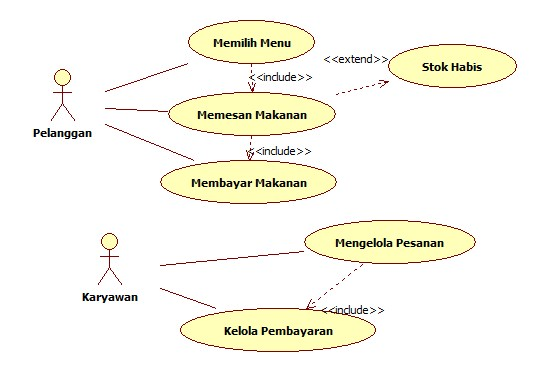 Memilih Menu
<<include>>
<<extend>>
Stok Habis
Memesan Makanan
Pelanggan
<<include>>
Membayar Makanan
Mengelola Pesanan
Karyawan
<<include>>
Kelola Pembayaran